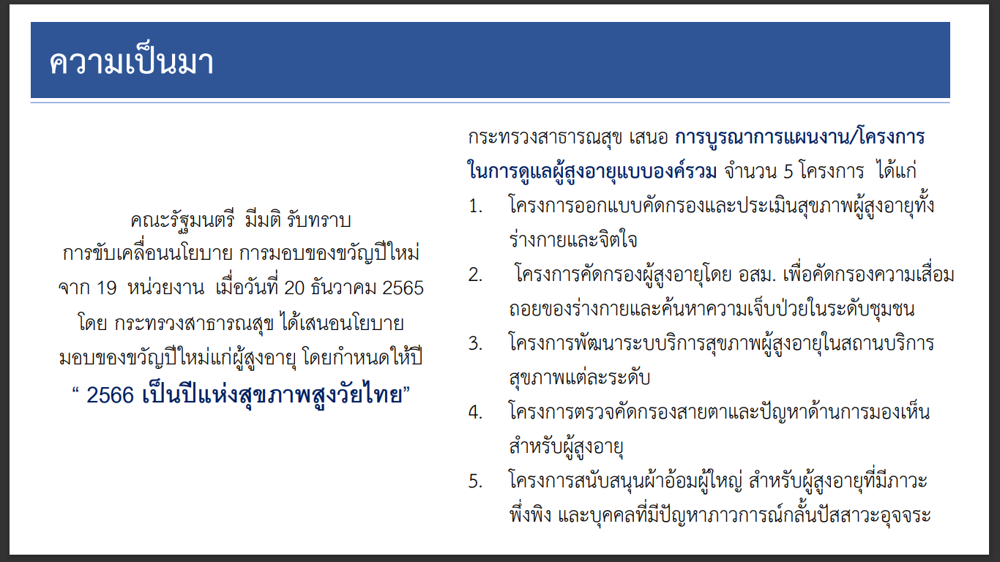 ความเป็นมา
คณะรัฐมนตรี มีมติ รับทราบ
การขับเคลื่อนนโยบาย การมอบของขวัญปีใหม่
จาก 19 หน่วยงาน เมื่อวันที่ 20 ธันวาคม 2565
โดย กระทรวงสาธารณสุข ได้เสนอนโยบาย
มอบของขวัญปีใหม่แก่ผู้สูงอายุ โดยกำหนดให้ปี
“ 2566 เป็นปีแห่งสุขภาพสูงวัยไทย”
กระทรวงสาธารณสุข เสนอ การบูรณาการแผนงาน/โครงการ
ในการดูแลผู้สูงอายุแบบองค์รวม จำนวน 5 โครงการ ได้แก่
1. โครงการออกแบบคัดกรองและประเมินสุขภาพผู้สูงอายุทั้ง
ร่างกายและจิตใจ
2. โครงการคัดกรองผู้สูงอายุโดย อสม. เพื่อคัดกรองความเสื่อม
ถอยของร่างกายและค้นหาความเจ็บป่วยในระดับชุมชน
3. โครงการพัฒนาระบบบริการสุขภาพผู้สูงอายุในสถานบริการ
สุขภาพแต่ละระดับ
4. โครงการตรวจคัดกรองสายตาและปัญหาด้านการมองเห็น
สำหรับผู้สูงอายุ
5. โครงการสนับสนุนผ้าอ้อมผู้ใหญ่ สำหรับผู้สูงอายุที่มีภาวะ
พึ่งพิง และบุคคลที่มีปัญหาภาวการณ์กลั้นปัสสาวะอุจจระ